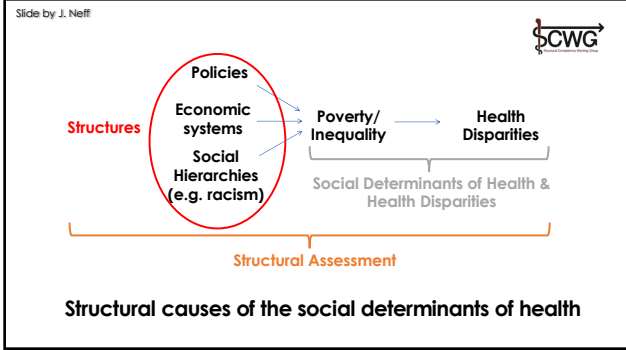 Slide by J. Neff
SCWG
Structural Competency Working Group
Policies
Economic
systems
Social
Hierarchies
(e.g. racism)
Structures
Poverty/
Inequality
Health
Disparities
Social Determinants of Health &
Health Disparities
Structural Assessment
Structural causes of the social determinants of health